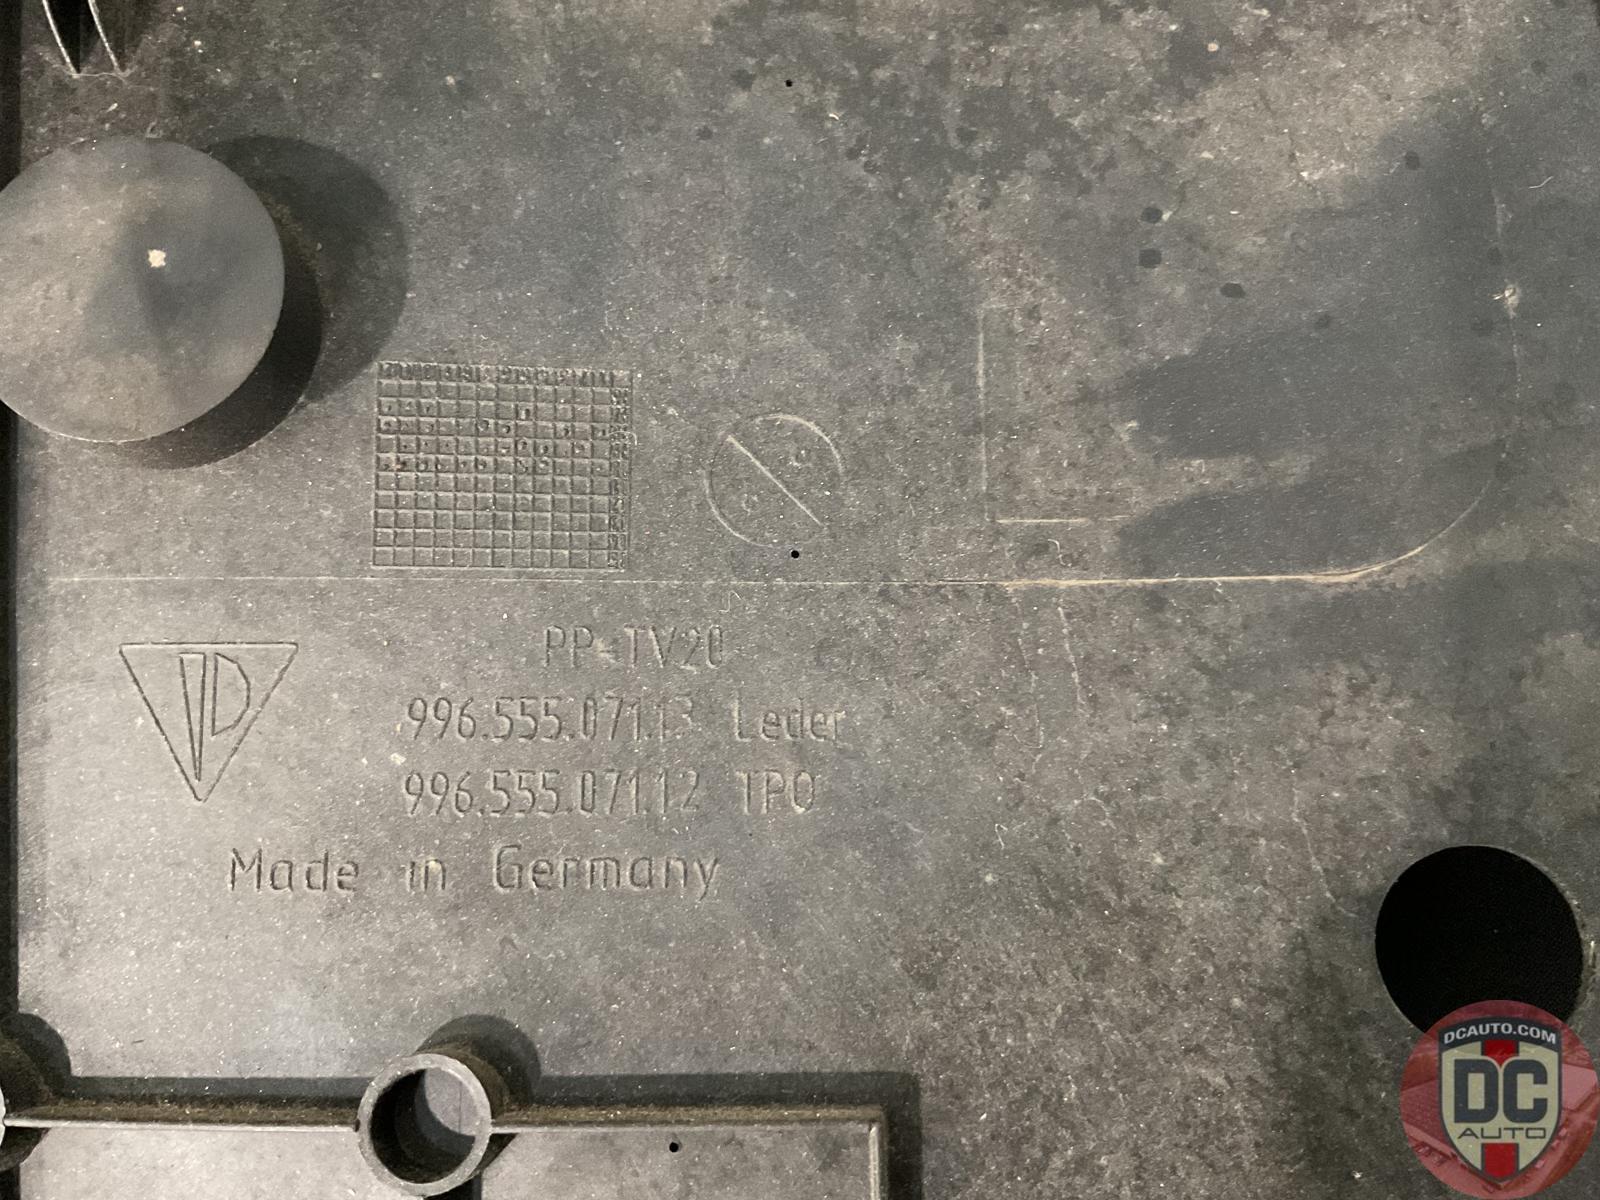 PP-TV20
996.555.071.13 Leder
996.555.071.12 TPO
Made in Germany
DCAUTO.COM
DC
AUTO